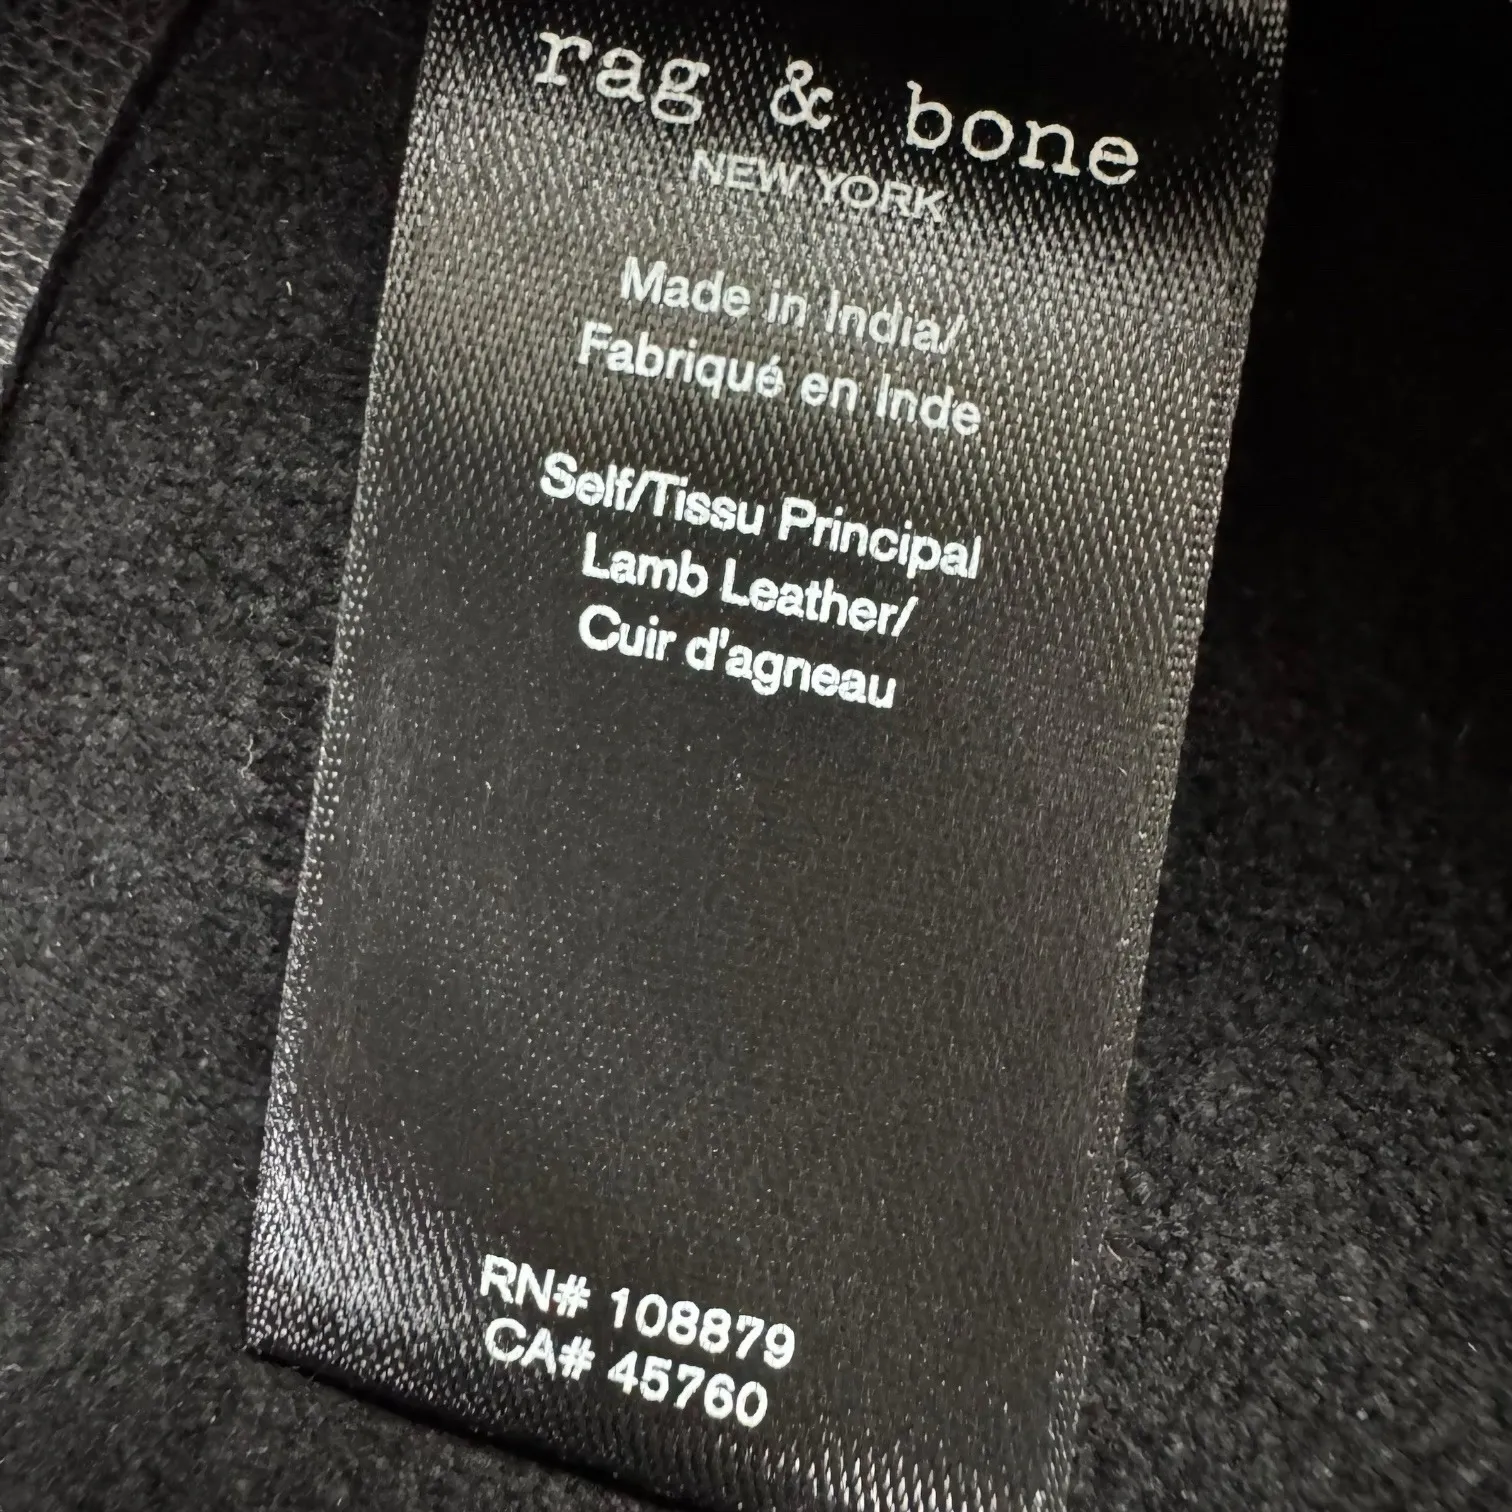 rag & bone
NEW YORK
Made in India/
Fabriqué en Inde
Self/Tissu Principal
Lamb Leather/
Cuir d'agneau
RN# 108879
CA# 45760